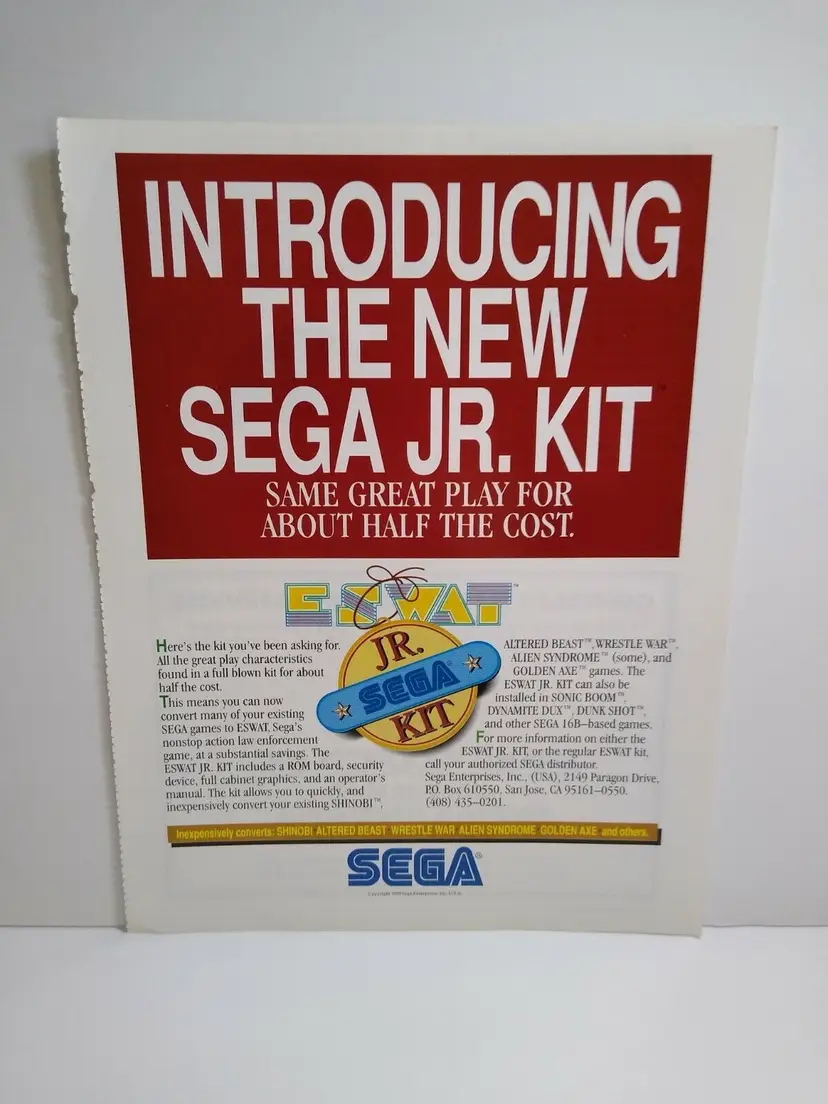 INTRODUCING
THE NEW
SEGA JR. KIT
SAME GREAT PLAY FOR
ABOUT HALF THE COST.
ESWAT™
JR.
SEGA®
KIT
Here's the kit you've been asking for.
All the great play characteristics
found in a full blown kit for about
half the cost.
This means you can now
convert many of your existing
SEGA games to ESWAT, Sega's
nonstop action law enforcement
game, at a substantial savings. The
ESWAT JR. KIT includes a ROM board, security
device, full cabinet graphics, and an operator's
manual. The kit allows you to quickly, and
inexpensively convert your existing SHINOBI™,
ALTERED BEAST™, WRESTLE WAR™,
ALIEN SYNDROME™ (some), and
GOLDEN AXE™ games. The
ESWAT JR. KIT can also be
installed in SONIC BOOM™,
DYNAMITE DUX™, DUNK SHOT™,
and other SEGA 16B–based games.
For more information on either the
ESWAT JR. KIT, or the regular ESWAT kit,
call your authorized SEGA distributor.
Sega Enterprises, Inc., (USA), 2149 Paragon Drive,
P.O. Box 610550, San Jose, CA 95161–0550.
(408) 435–0201.
Inexpensively converts: SHINOBI ALTERED BEAST WRESTLE WAR ALIEN SYNDROME GOLDEN AXE and others.
SEGA®